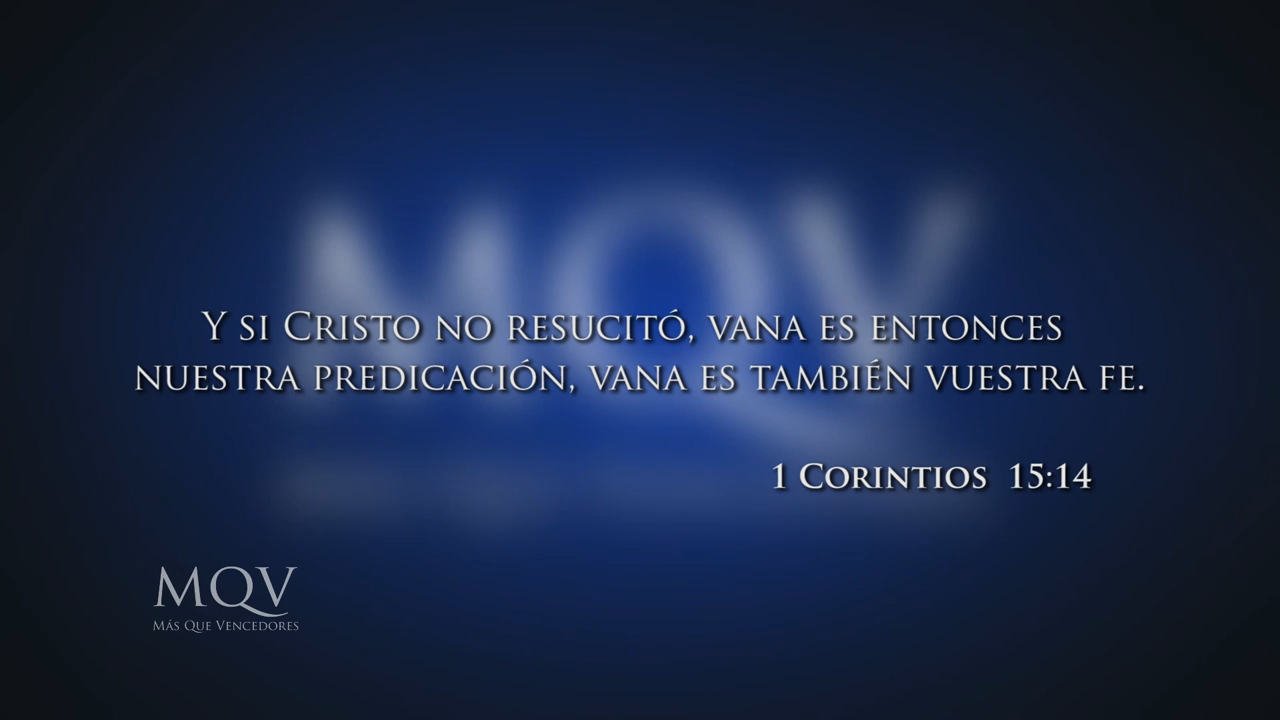 Y si Cristo no resucitó, vana es entonces
nuestra predicación, vana es también vuestra fe.
1 Corintios 15:14
MQV
Más Que Vencedores